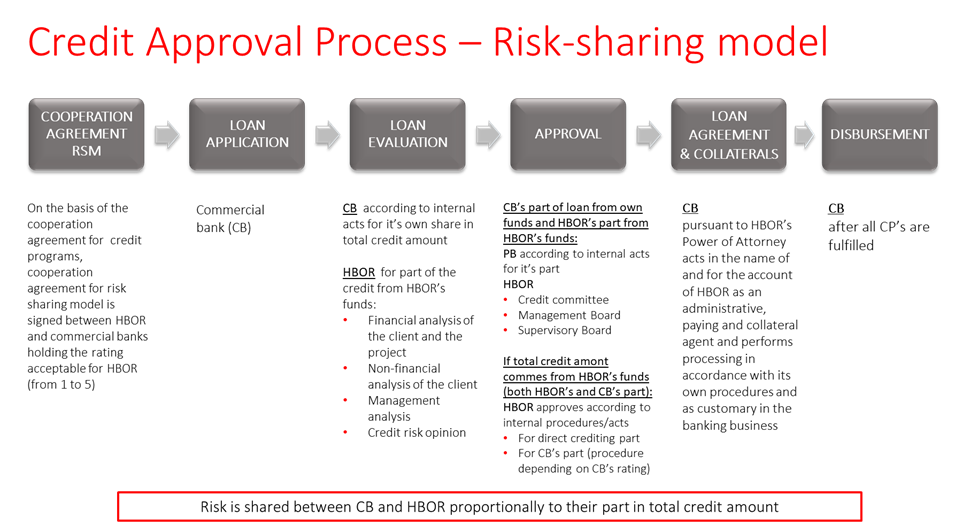 Credit Approval Process – Risk-sharing model
COOPERATION
AGREEMENT
RSM
LOAN
APPLICATION
LOAN
EVALUATION
APPROVAL
LOAN
AGREEMENT
& COLLATERALS
DISBURSEMENT
On the basis of the
cooperation
agreement for credit
programs,
cooperation
agreement for risk
sharing model is
signed between HBOR
and commercial banks
holding the rating
acceptable for HBOR
(from 1 to 5)
Commercial
bank (CB)
CB according to internal
acts for it's own share in
total credit amount
HBOR for part of the
credit from HBOR's
funds:
• Financial analysis of
the client and the
project
• Non-financial
analysis of the client
• Management
analysis
• Credit risk opinion
CB's part of loan from own
funds and HBOR's part from
HBOR's funds:
PB according to internal acts
for it's part
HBOR
• Credit committee
• Management Board
• Supervisory Board
If total credit amont
commes from HBOR's funds
(both HBOR's and CB's part):
HBOR approves according to
internal procedures/acts
• For direct crediting part
• For CB's part (procedure
depending on CB's rating)
CB
pursuant to HBOR's
Power of Attorney
acts in the name of
and for the account
of HBOR as an
administrative,
paying and collateral
agent and performs
processing in
accordance with its
own procedures and
as customary in the
banking business
CB
after all CP's are
fulfilled
Risk is shared between CB and HBOR proportionally to their part in total credit amount